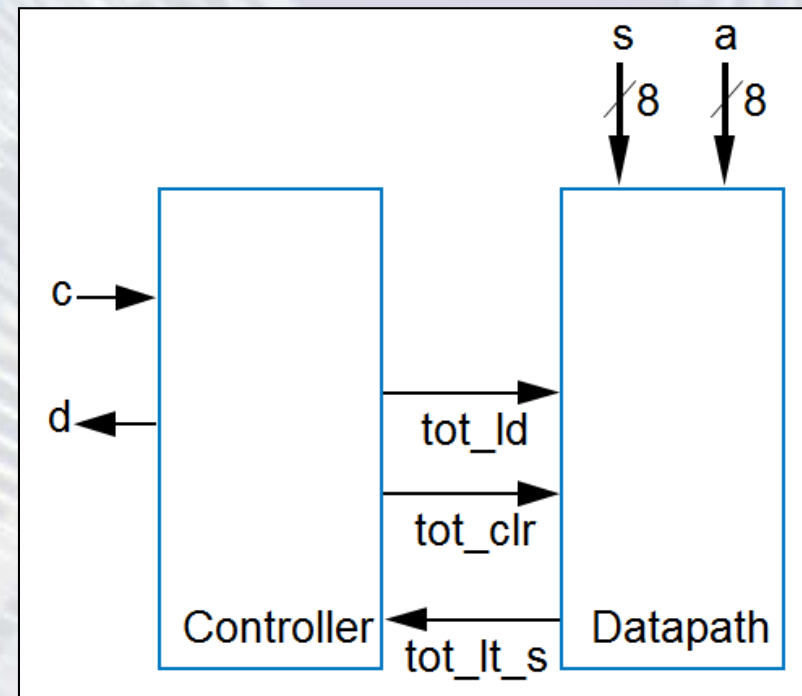 s a
8 8
c
d
tot_ld
tot_clr
tot_lt_s
Controller
Datapath